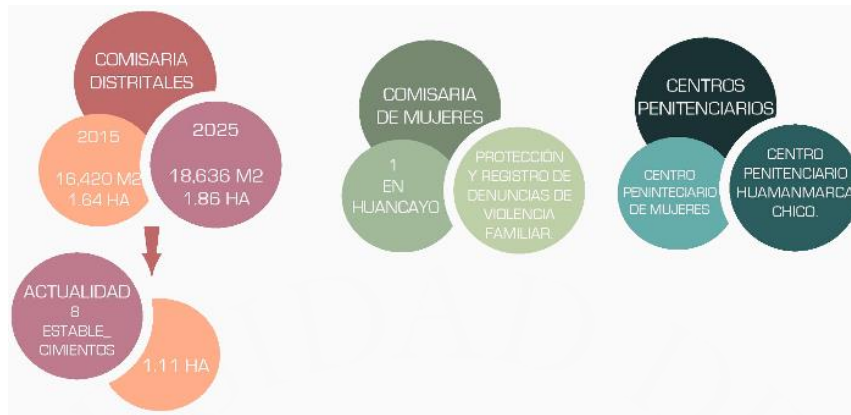 COMISARIA
DISTRITALES
2015
16,420 M2
1.64 HA
2025
18,636 M2
1.86 HA
ACTUALIDAD
8
ESTABLE_
CIMIENTOS
1.11 HA
COMISARIA
DE MUJERES
1
EN
HUANCAYO
PROTECCIÓN
Y REGISTRO DE
DENUNCIAS DE
VIOLENCIA
FAMILIAR.
CENTROS
PENITENCIARIOS
CENTRO
PENINTECIARIO
DE MUJERES
CENTRO
PENITENCIARIO
HUAMANMARCA
CHICO.